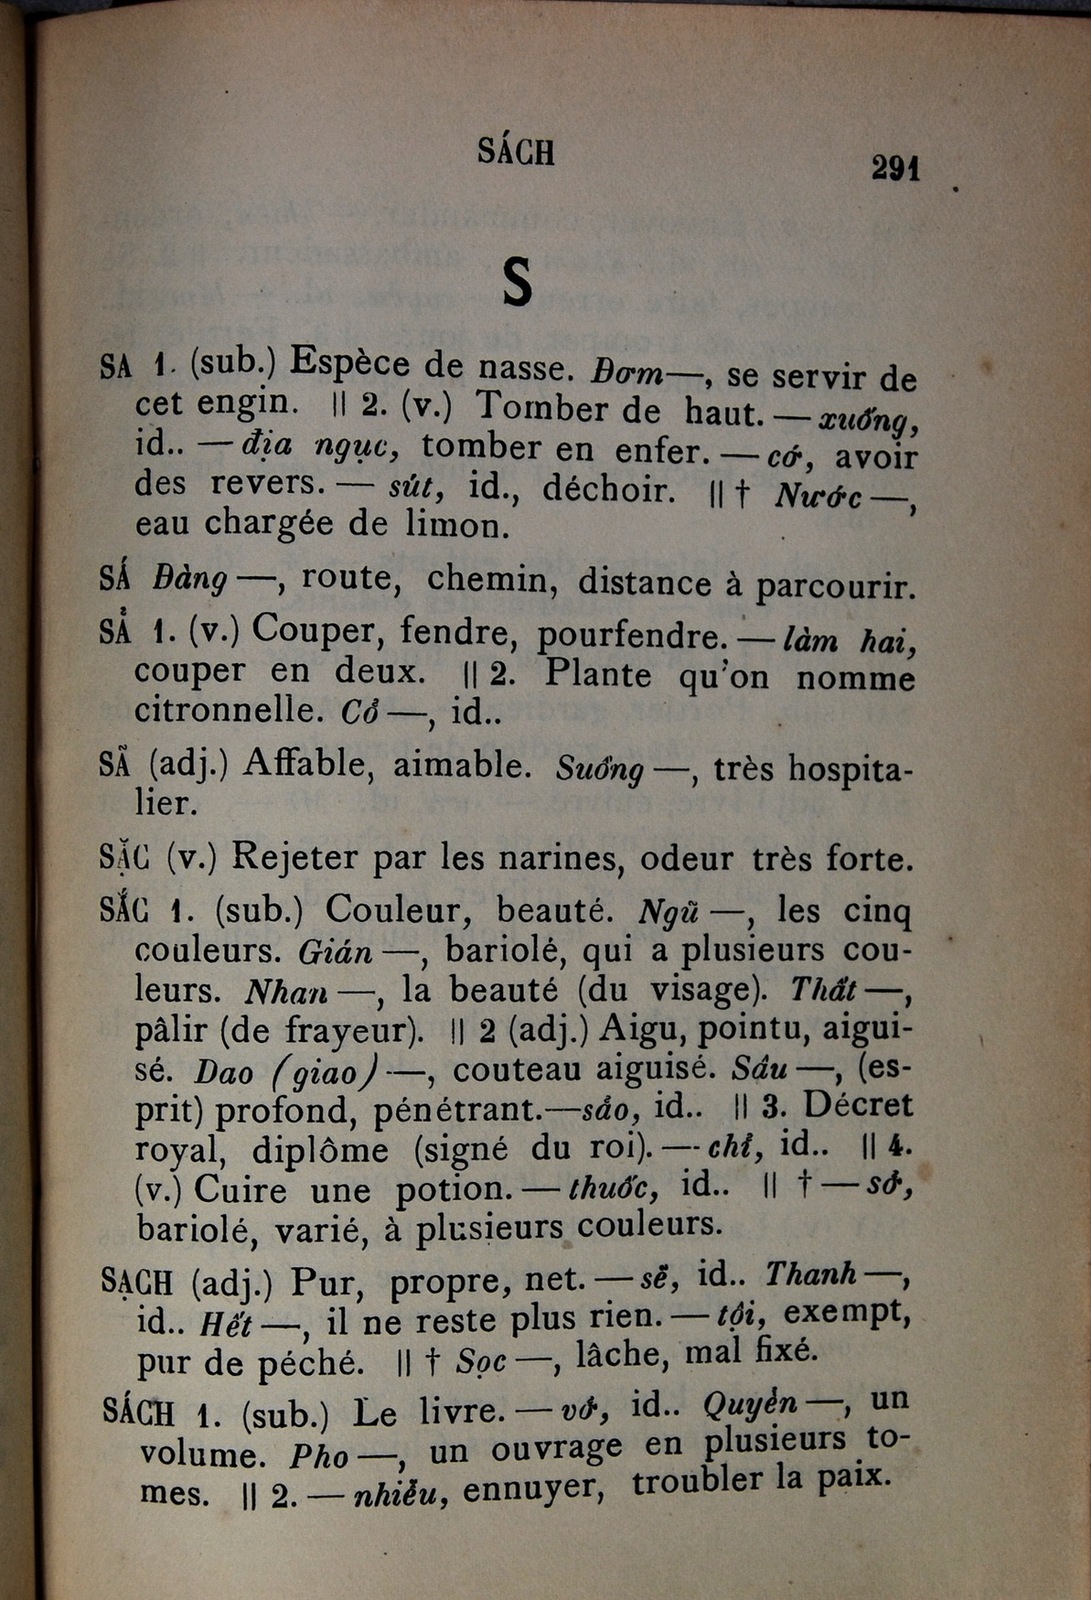 SÁCH
291
S
SA 1. (sub.) Espèce de nasse. Đơm—, se servir de
cet engin. || 2. (v.) Tomber de haut. — xuống,
id.. — địa ngục, tomber en enfer. — cớ, avoir
des revers. — sút, id., déchoir. || † Nước —,
eau chargée de limon.
SÁ Đàng —, route, chemin, distance à parcourir.
SẢ 1. (v.) Couper, fendre, pourfendre. — làm hai,
couper en deux. || 2. Plante qu'on nomme
citronnelle. Cổ —, id..
SÃ (adj.) Affable, aimable. Suồng —, très hospita-
lier.
SẶC (v.) Rejeter par les narines, odeur très forte.
SẮC 1. (sub.) Couleur, beauté. Ngũ —, les cinq
couleurs. Gián —, bariolé, qui a plusieurs cou-
leurs. Nhan —, la beauté (du visage). Thất —,
pâlir (de frayeur). || 2 (adj.) Aigu, pointu, aigui-
sé. Dao (giao) —, couteau aiguisé. Sâu —, (es-
prit) profond, pénétrant.—sảo, id.. || 3. Décret
royal, diplôme (signé du roi). — chỉ, id.. || 4.
(v.) Cuire une potion. — thuốc, id.. || † — sở,
bariolé, varié, à plusieurs couleurs.
SẠCH (adj.) Pur, propre, net. — sẽ, id.. Thanh —,
id.. Hết —, il ne reste plus rien. — tội, exempt,
pur de péché. || † Sọc —, lâche, mal fixé.
SÁCH 1. (sub.) Le livre. — vở, id.. Quyển —, un
volume. Pho —, un ouvrage en plusieurs to-
mes. || 2. — nhiễu, ennuyer, troubler la paix.